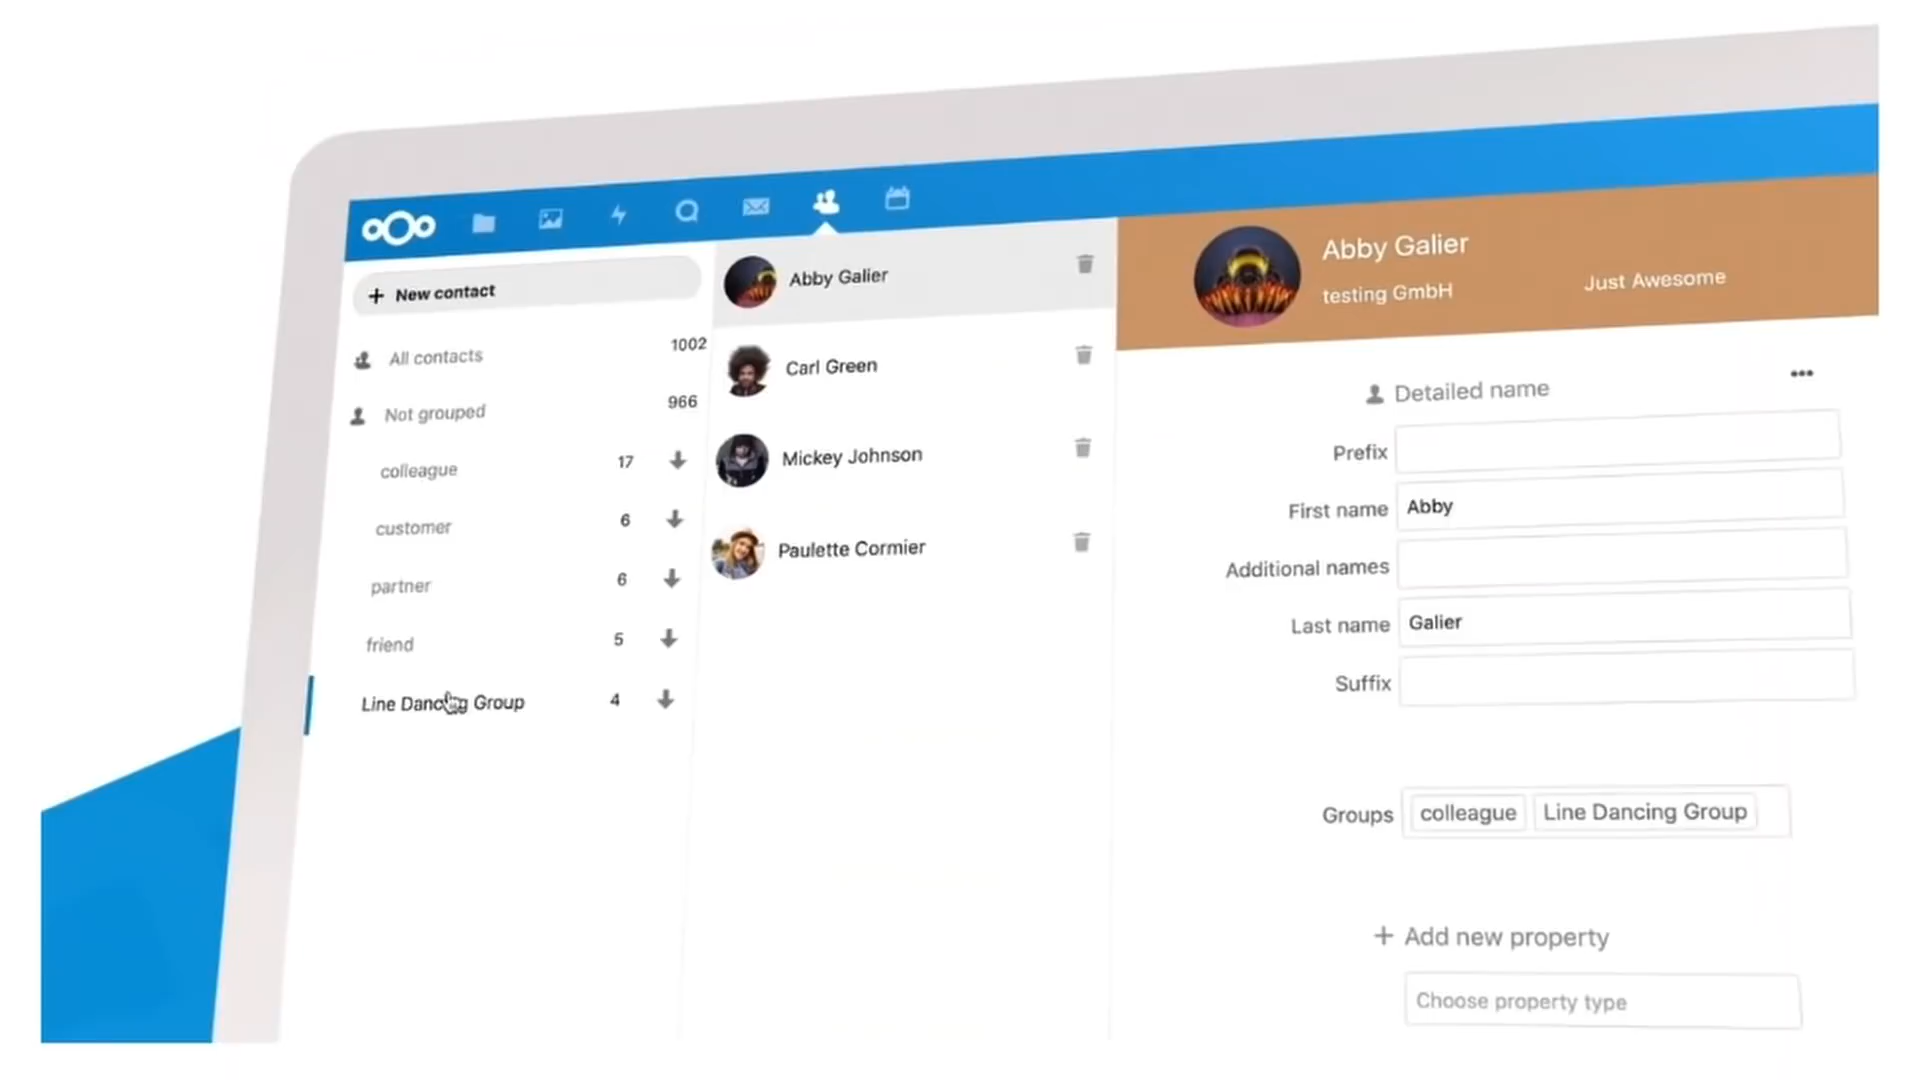 New contact
All contacts 1002
Not grouped 966
colleague 17
customer 6
partner 6
friend 5
Line Dancing Group 4
Abby Galier
Carl Green
Mickey Johnson
Paulette Cormier
Abby Galier
testing GmbH Just Awesome
Detailed name
Prefix
First name Abby
Additional names
Last name Galier
Suffix
Groups colleague Line Dancing Group
+ Add new property
Choose property type